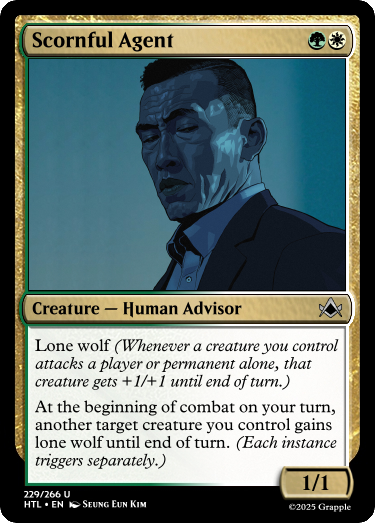 Scornful Agent
Creature — Human Advisor
Lone wolf (Whenever a creature you control
attacks a player or permanent alone, that
creature gets +1/+1 until end of turn.)
At the beginning of combat on your turn,
another target creature you control gains
lone wolf until end of turn. (Each instance
triggers separately.)
1/1
229/266 U
HTL • EN Seung Eun Kim
©2025 Grapple